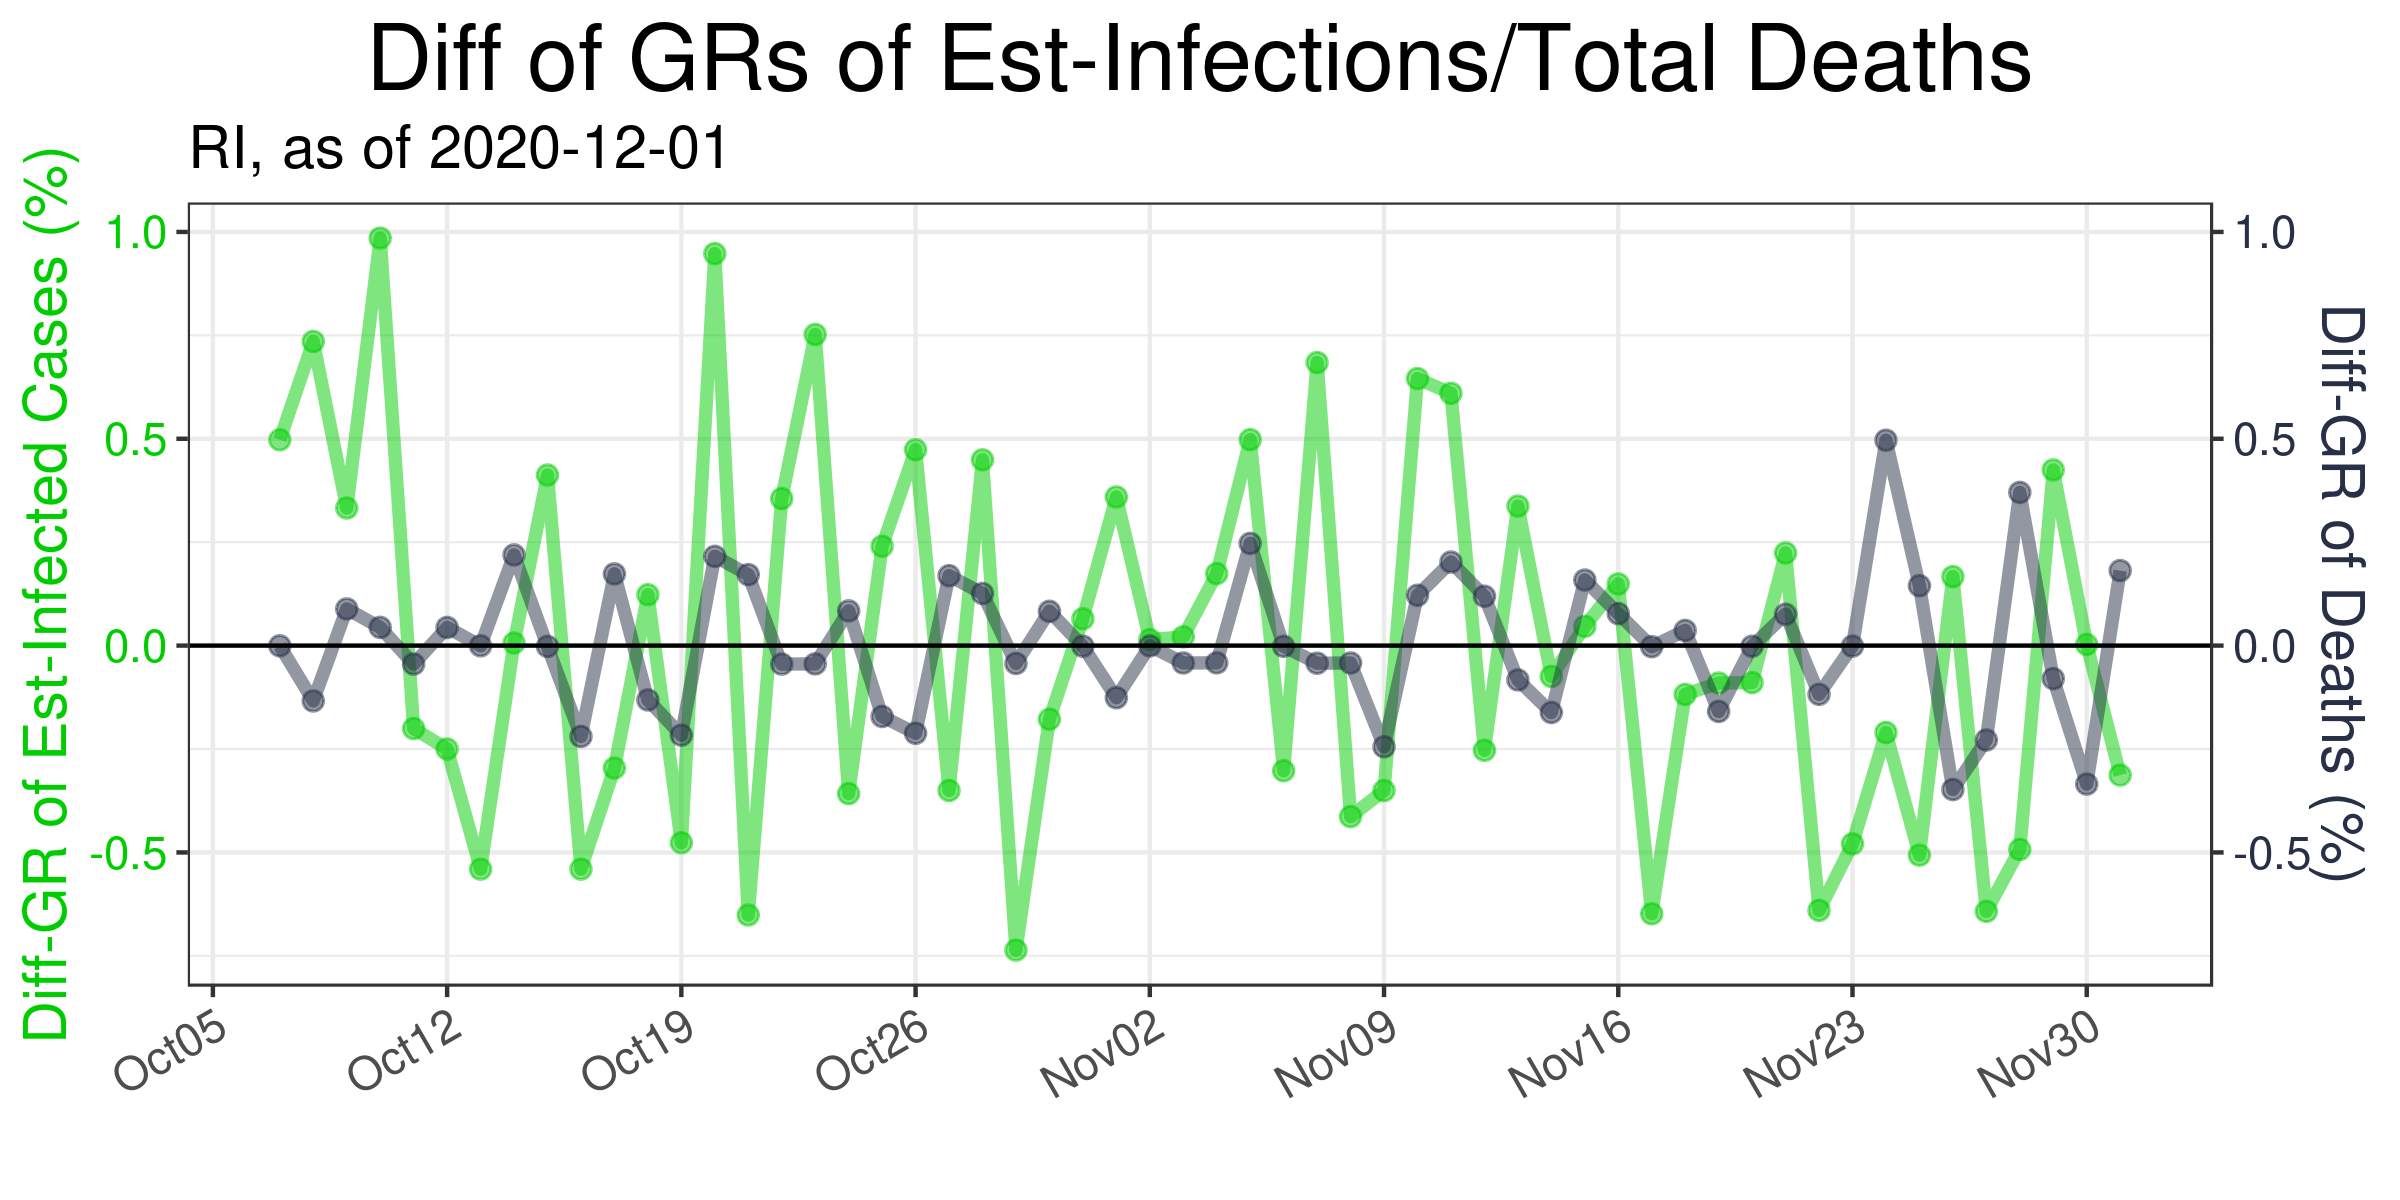 Diff of GRs of Est-Infections/Total Deaths
RI, as of 2020-12-01
Diff-GR of Est-Infected Cases (%)
1.0
0.5
0.0
-0.5
1.0
0.5
0.0
-0.5
Diff-GR of Deaths (%)
Oct05
Oct12
Oct19
Oct26
Nov02
Nov09
Nov16
Nov23
Nov30